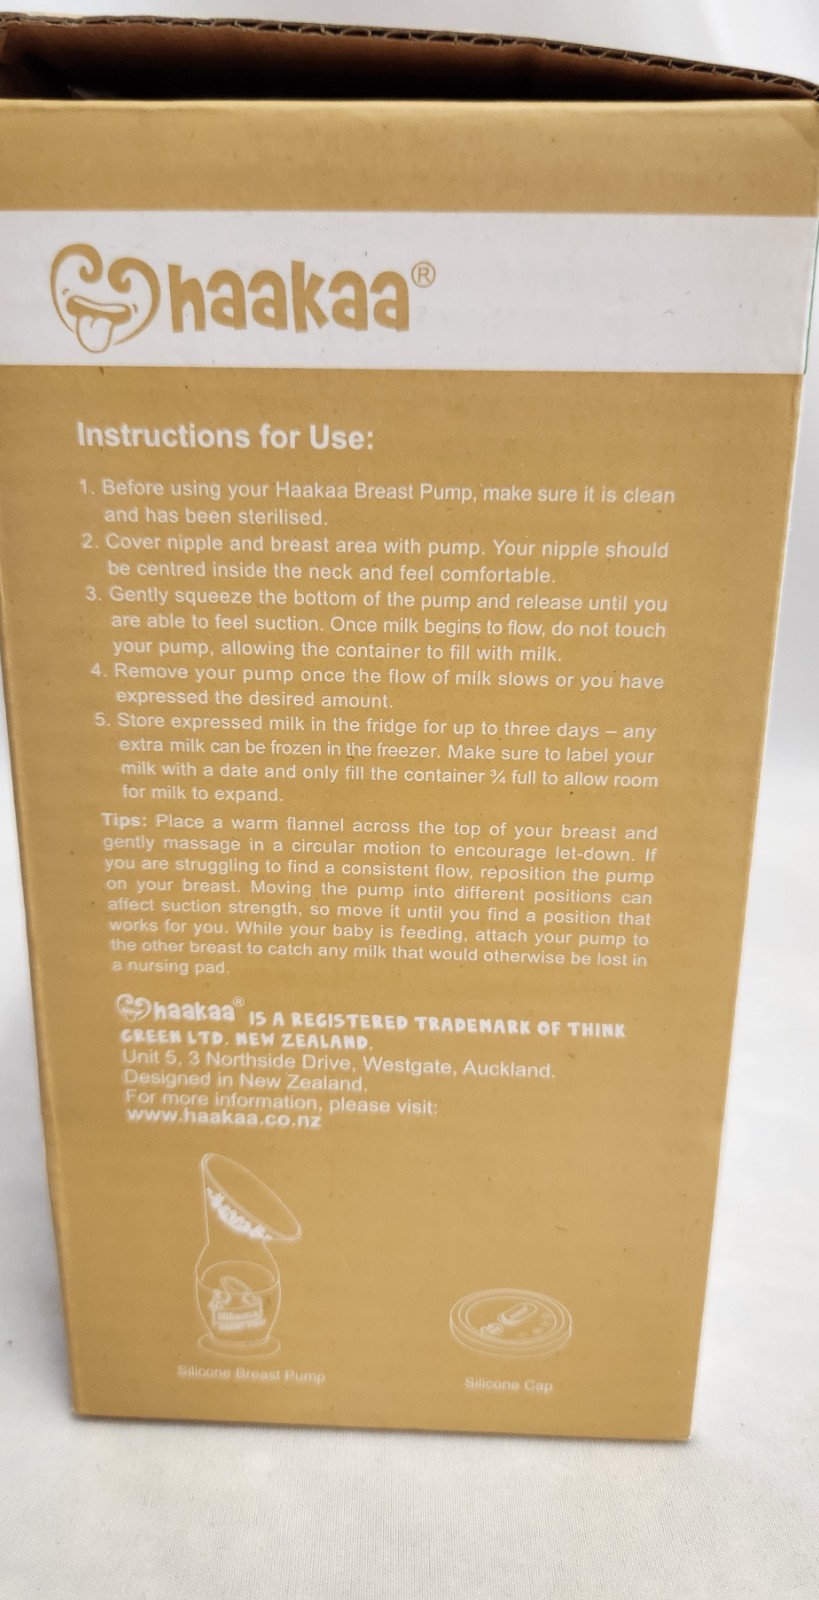 haakaa®
Instructions for Use:
1. Before using your Haakaa Breast Pump, make sure it is clean
and has been sterilised.
2. Cover nipple and breast area with pump. Your nipple should
be centred inside the neck and feel comfortable.
3. Gently squeeze the bottom of the pump and release until you
are able to feel suction. Once milk begins to flow, do not touch
your pump, allowing the container to fill with milk.
4. Remove your pump once the flow of milk slows or you have
expressed the desired amount.
5. Store expressed milk in the fridge for up to three days – any
extra milk can be frozen in the freezer. Make sure to label your
milk with a date and only fill the container ¾ full to allow room
for milk to expand.
Tips: Place a warm flannel across the top of your breast and
gently massage in a circular motion to encourage let-down. If
you are struggling to find a consistent flow, reposition the pump
on your breast. Moving the pump into different positions can
affect suction strength, so move it until you find a position that
works for you. While your baby is feeding, attach your pump to
the other breast to catch any milk that would otherwise be lost in
a nursing pad.
haakaa® IS A REGISTERED TRADEMARK OF THINK
GREEN LTD. NEW ZEALAND.
Unit 5, 3 Northside Drive, Westgate, Auckland.
Designed in New Zealand.
For more information, please visit:
www.haakaa.co.nz
Silicone Breast Pump
Silicone Cap